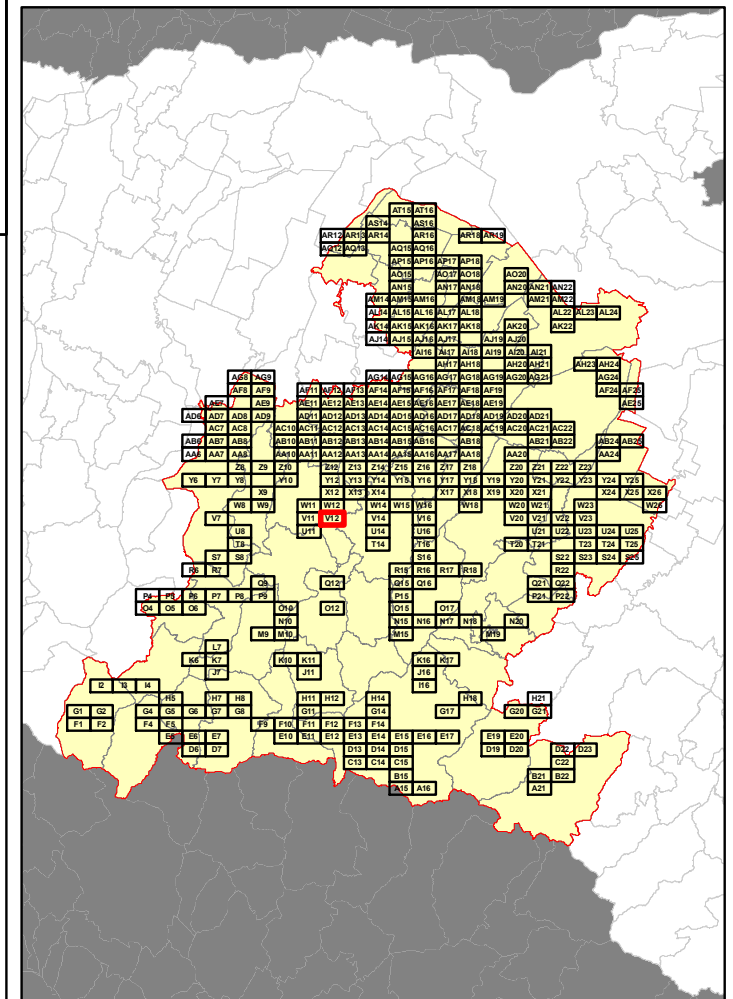 AT15 AT16
AS14 AS16
AR12 AR13 AR14 AR16 AR18 AR19
AQ12 AQ13 AQ15 AQ16
AP15 AP16 AP17 AP18
AO15 AO17 AO18 AO20
AN15 AN17 AN18 AN20 AN21 AN22
AM14 AM15 AM16 AM18 AM19 AM21 AM22
AL14 AL15 AL16 AL17 AL18 AL22 AL23 AL24
AK14 AK15 AK16 AK17 AK18 AK20 AK22
AJ14 AJ15 AJ16 AJ17 AJ19 AJ20
AI16 AI17 AI18 AI19 AI20 AI21
AH17 AH18 AH20 AH21 AH23 AH24
AG8 AG9 AG14 AG15 AG16 AG17 AG18 AG19 AG20 AG21 AG24
AF8 AF9 AF11 AF12 AF13 AF14 AF15 AF16 AF17 AF18 AF19 AF24 AF25
AE7 AE9 AE11 AE12 AE13 AE14 AE15 AE16 AE17 AE18 AE19 AE25
AD6 AD7 AD8 AD9 AD11 AD12 AD13 AD14 AD15 AD16 AD17 AD18 AD19 AD20 AD21
AC7 AC8 AC10 AC11 AC12 AC13 AC14 AC15 AC16 AC17 AC18 AC19 AC20 AC21 AC22
AB6 AB7 AB8 AB10 AB11 AB12 AB13 AB14 AB15 AB16 AB18 AB21 AB22 AB24 AB25
AA6 AA7 AA8 AA10 AA11 AA12 AA13 AA14 AA15 AA16 AA17 AA18 AA20 AA24
Z8 Z9 Z10 Z12 Z13 Z14 Z15 Z16 Z17 Z18 Z20 Z21 Z22 Z23
Y6 Y7 Y8 Y10 Y12 Y13 Y14 Y15 Y16 Y17 Y18 Y19 Y20 Y21 Y22 Y23 Y24 Y25
X9 X12 X13 X14 X17 X18 X19 X20 X21 X24 X25 X26
W8 W9 W11 W12 W14 W15 W16 W18 W20 W21 W23 W26
V7 V11 V12 V14 V16 V20 V21 V22 V23
U8 U11 U14 U16 U21 U22 U23 U24 U25
T8 T14 T16 T20 T21 T23 T24 T25
S7 S8 S16 S22 S23 S24 S25
R6 R7 R15 R16 R17 R18 R22
Q9 Q12 Q15 Q16 Q21 Q22
P4 P5 P6 P7 P8 P9 P15 P21 P22
O4 O5 O6 O10 O12 O15 O17
N10 N15 N16 N17 N18 N20
M9 M10 M15 M19
L7
K6 K7 K10 K11 K16 K17
J7 J11 J16
I2 I3 I4 I16
H5 H7 H8 H11 H12 H14 H18 H21
G1 G2 G4 G5 G6 G7 G8 G11 G14 G17 G20 G21
F1 F2 F4 F5 F9 F10 F11 F12 F13 F14
E5 E6 E7 E10 E11 E12 E13 E14 E15 E16 E17 E19 E20
D6 D7 D13 D14 D15 D19 D20 D22 D23
C13 C14 C15 C22
B15 B21 B22
A15 A16 A21